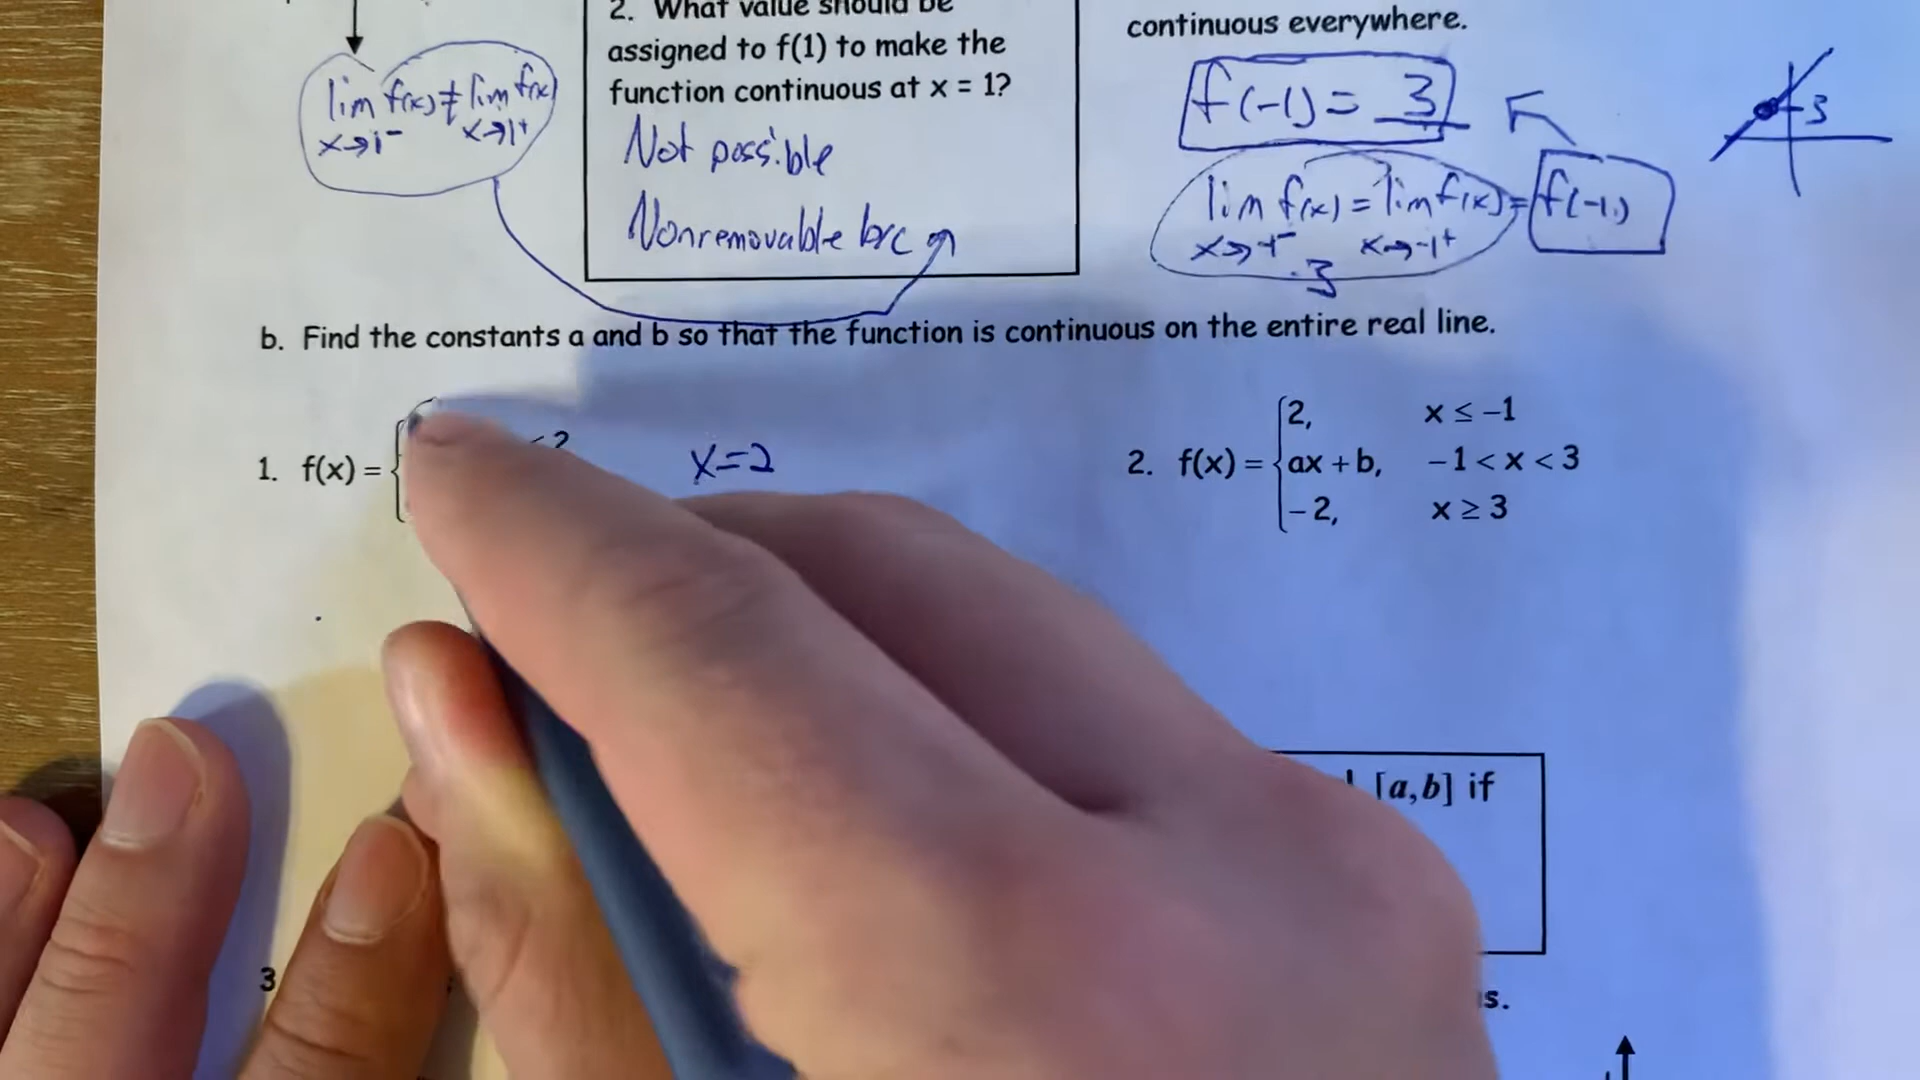 2. What value should be
assigned to f(1) to make the
function continuous at x = 1?
Not possible
Nonremovable b/c
lim f(x) ≠ lim f(x)
x→1⁻ x→1⁺
continuous everywhere.
f(-1) = 3
lim f(x) = lim f(x) = f(-1)
x→-1⁻ x→-1⁺
3
3
b. Find the constants a and b so that the function is continuous on the entire real line.
1. f(x) = {
2
x=2
2. f(x) = { 2, x ≤ -1
ax + b, -1 < x < 3
-2, x ≥ 3
[a,b] if
3
s.